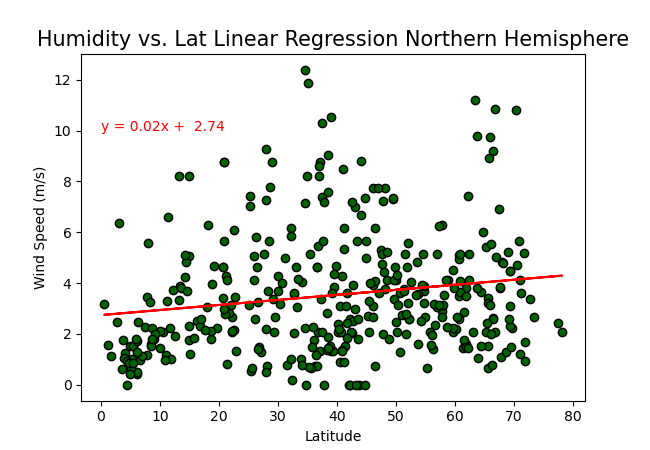 Humidity vs. Lat Linear Regression Northern Hemisphere
12
10
8
6
4
2
0
Wind Speed (m/s)
y = 0.02x +  2.74
0 10 20 30 40 50 60 70 80
Latitude